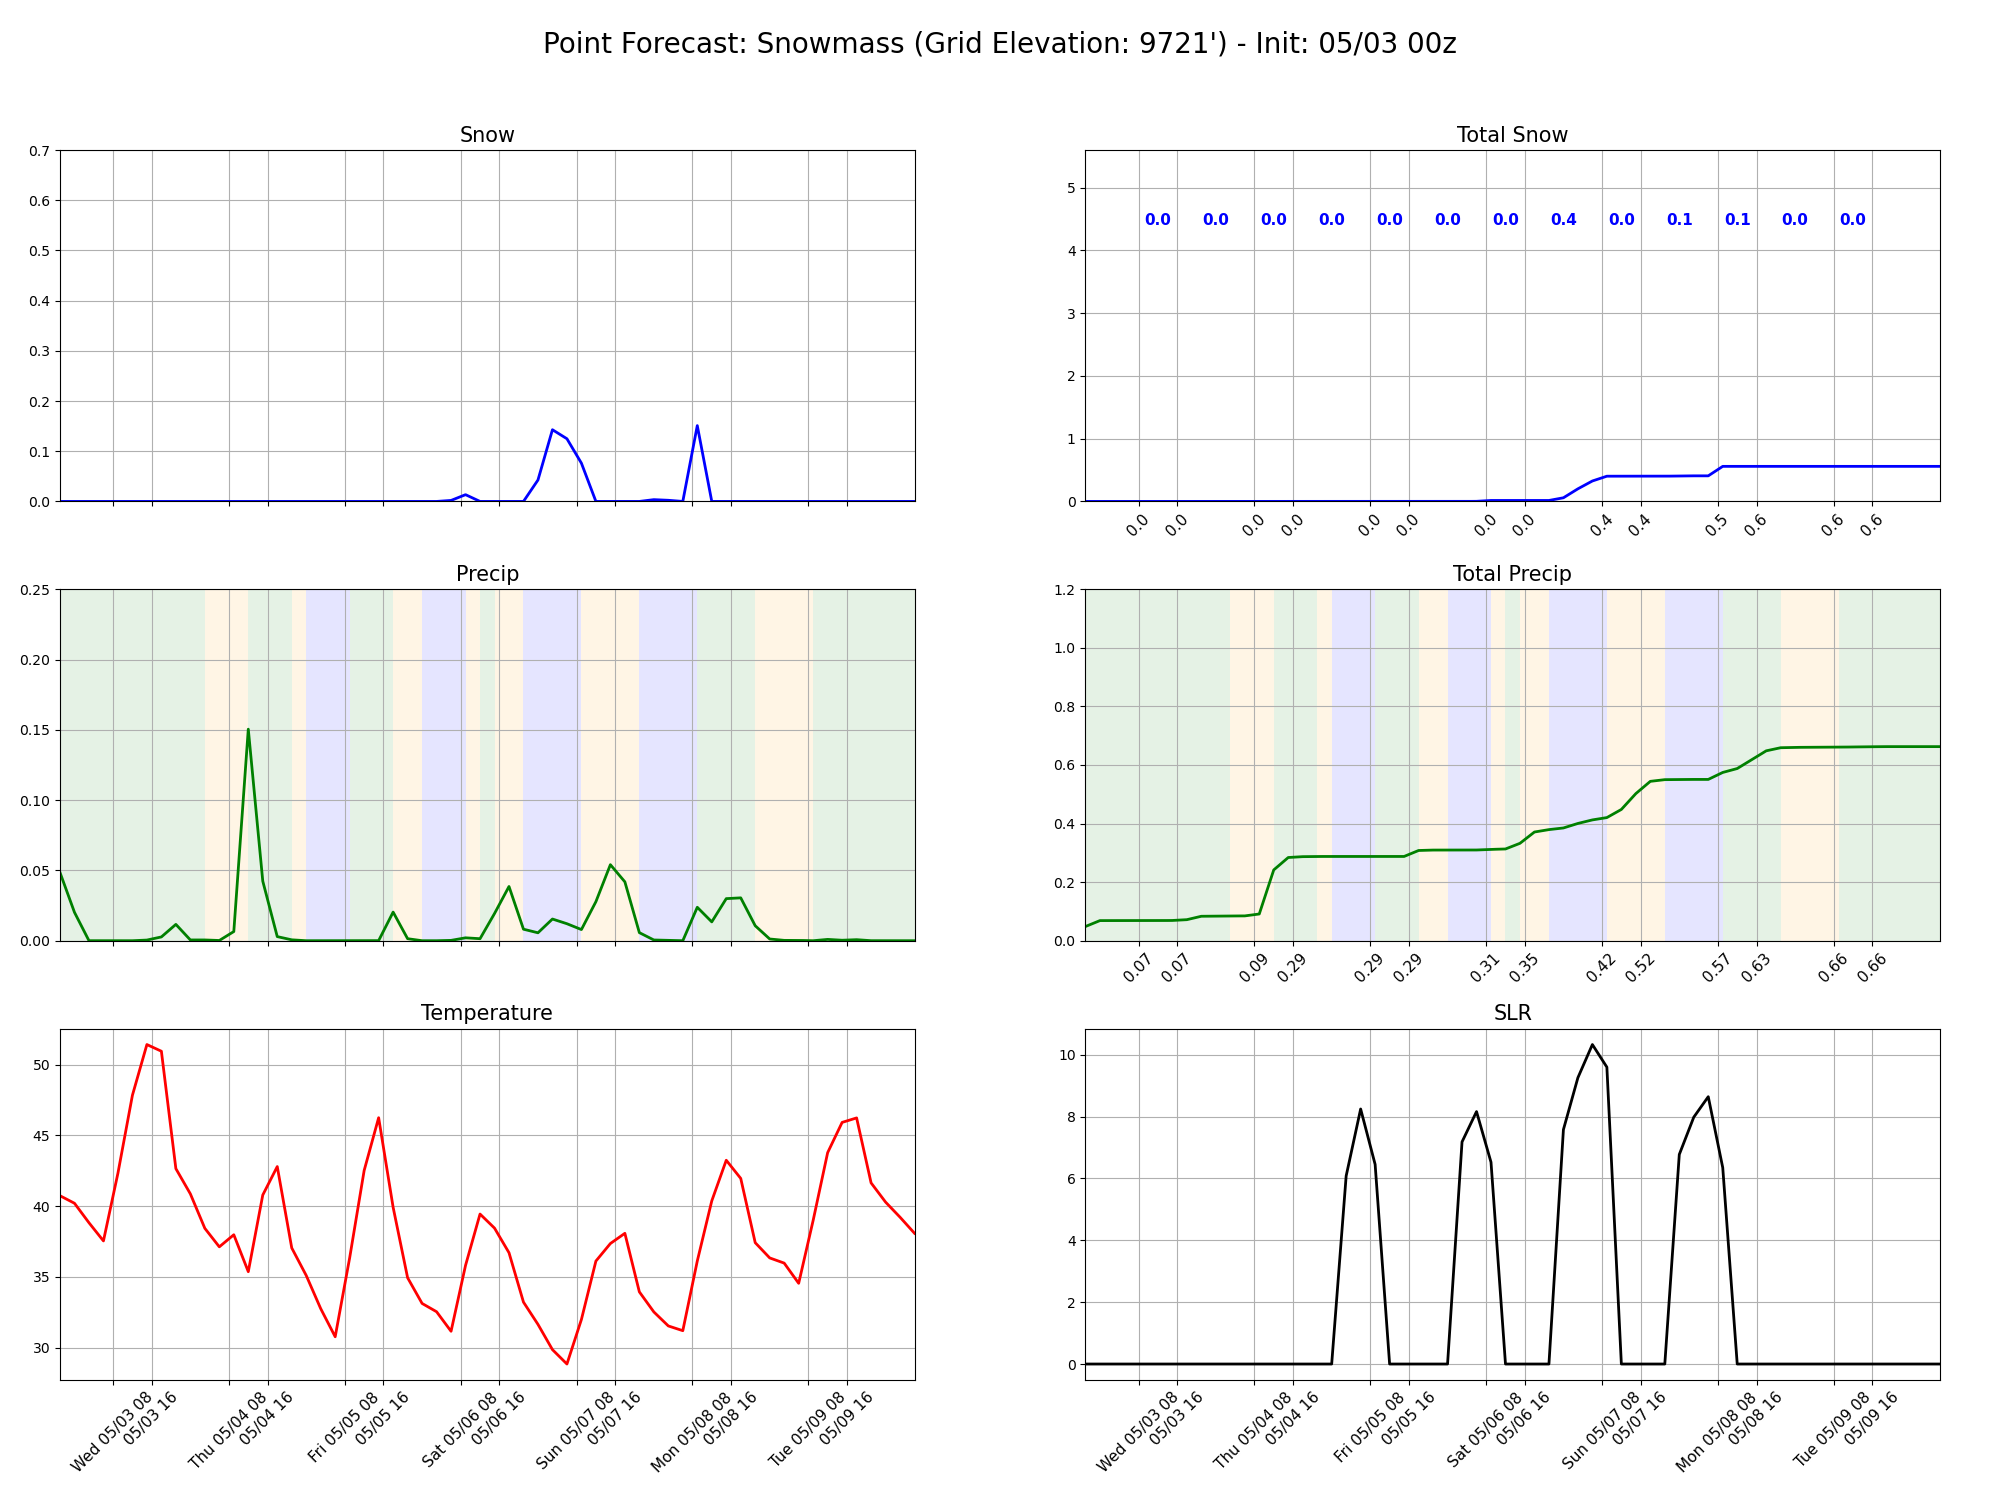 Point Forecast: Snowmass (Grid Elevation: 9721') - Init: 05/03 00z
Snow
0.7
0.6
0.5
0.4
0.3
0.2
0.1
0.0
Total Snow
5
4
3
2
1
0
0.0 0.0 0.0 0.0 0.0 0.0 0.0 0.4 0.0 0.1 0.1 0.0 0.0
0.0 0.0 0.0 0.0 0.0 0.0 0.0 0.0 0.4 0.4 0.5 0.6 0.6 0.6
Precip
0.25
0.20
0.15
0.10
0.05
0.00
Total Precip
1.2
1.0
0.8
0.6
0.4
0.2
0.0
0.07 0.07 0.09 0.29 0.29 0.29 0.31 0.35 0.42 0.52 0.57 0.63 0.66 0.66
Temperature
50
45
40
35
30
Wed 05/03 08
05/03 16
Thu 05/04 08
05/04 16
Fri 05/05 08
05/05 16
Sat 05/06 08
05/06 16
Sun 05/07 08
05/07 16
Mon 05/08 08
05/08 16
Tue 05/09 08
05/09 16
SLR
10
8
6
4
2
0
Wed 05/03 08
05/03 16
Thu 05/04 08
05/04 16
Fri 05/05 08
05/05 16
Sat 05/06 08
05/06 16
Sun 05/07 08
05/07 16
Mon 05/08 08
05/08 16
Tue 05/09 08
05/09 16